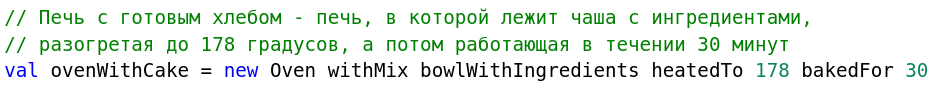 // Печь с готовым хлебом - печь, в которой лежит чаша с ингредиентами,
// разогретая до 178 градусов, а потом работающая в течении 30 минут
val ovenWithCake = new Oven withMix bowlWithIngredients heatedTo 178 bakedFor 30